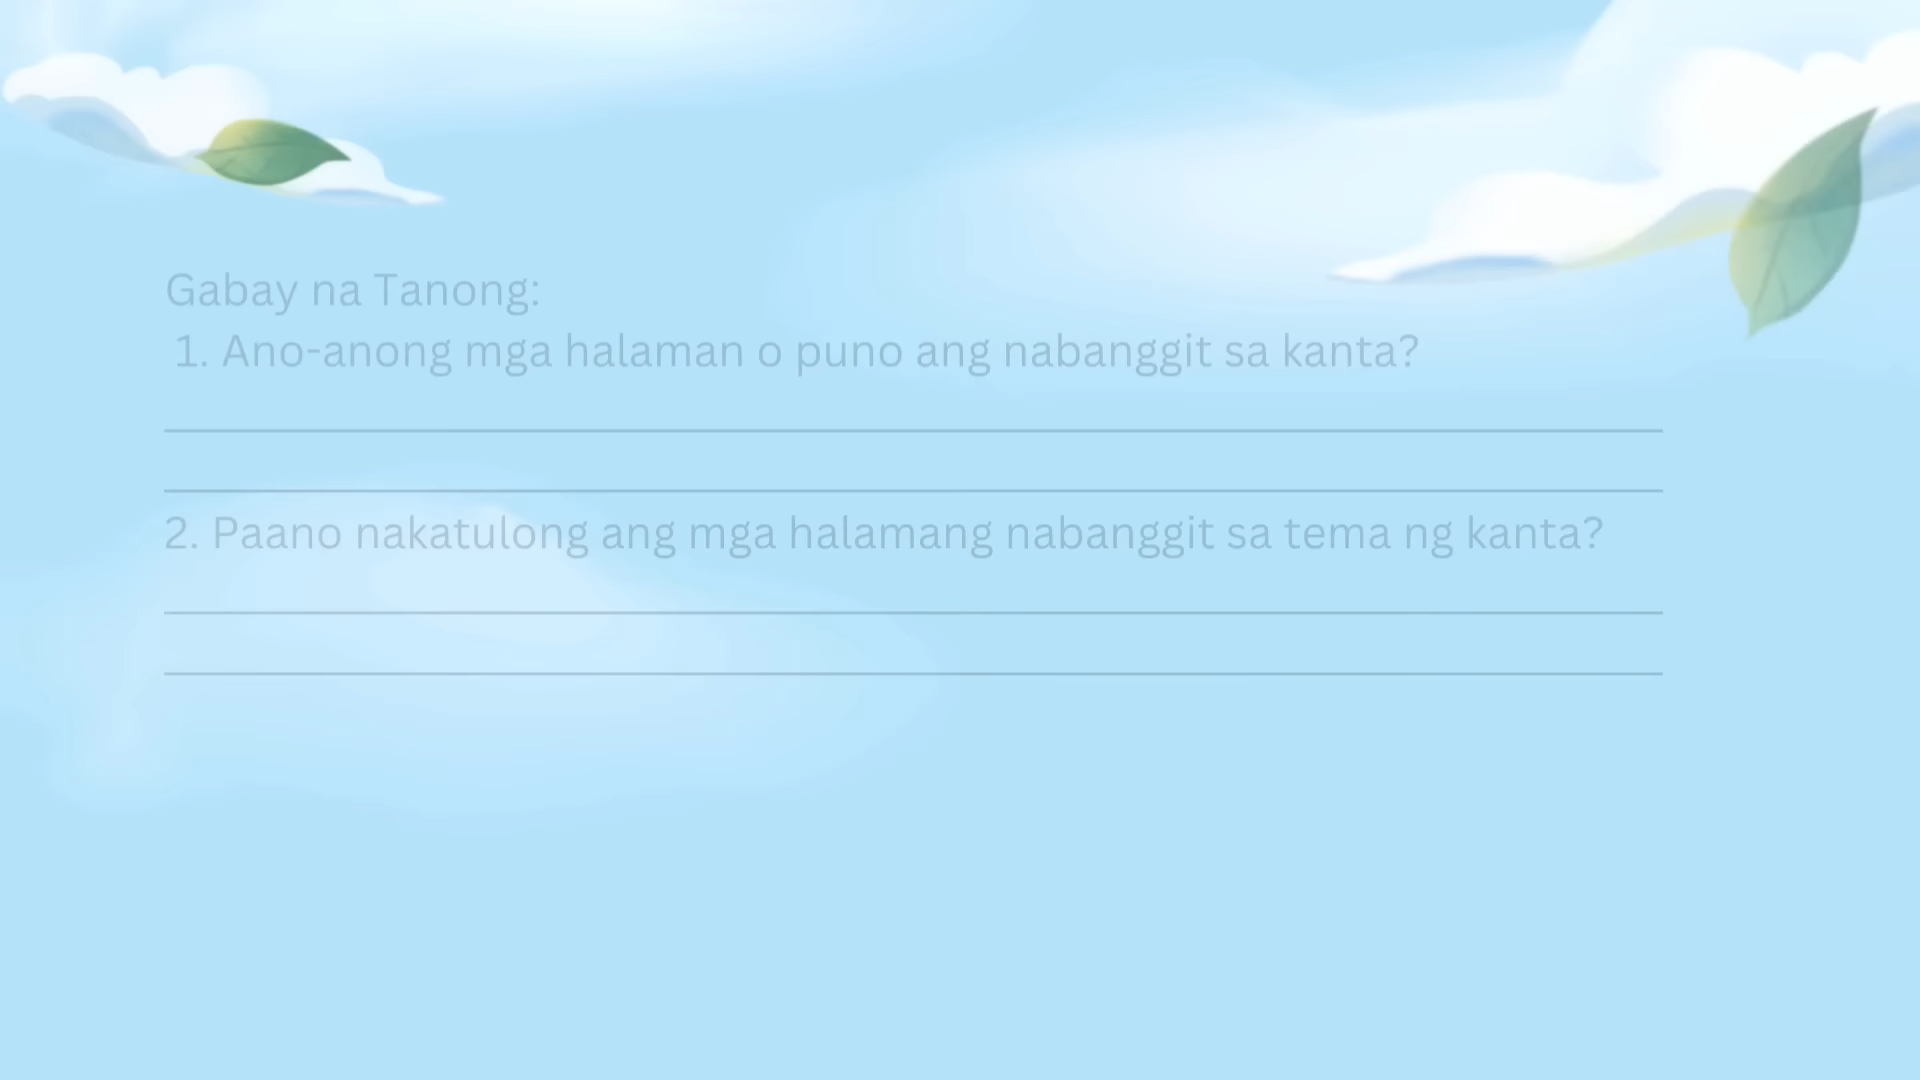 Gabay na Tanong:
1. Ano-anong mga halaman o puno ang nabanggit sa kanta?
2. Paano nakatulong ang mga halamang nabanggit sa tema ng kanta?